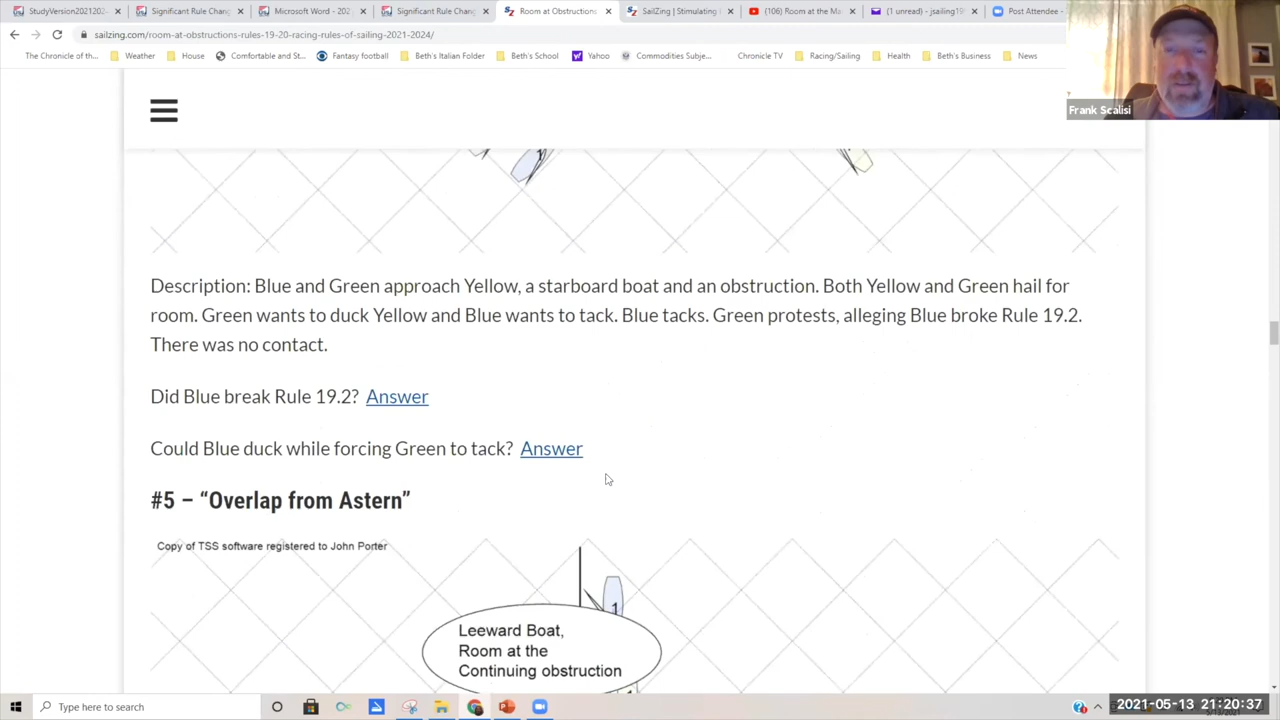 StudyVersion2021202
Significant Rule Chan
Microsoft Word - 202
Significant Rule Chan
Room at Obstructions
SailZing | Stimulating
(106) Room at the Ma
(1 unread) - jsailing19
Post Attendee -
sailzing.com/room-at-obstructions-rules-19-20-racing-rules-of-sailing-2021-2024/
The Chronicle of th... Weather House Comfortable and St... Fantasy football Beth's Italian Folder Beth's School Yahoo Commodities Subje... Chronicle TV Racing/Sailing Health Beth's Business News
Frank Scalisi
Description: Blue and Green approach Yellow, a starboard boat and an obstruction. Both Yellow and Green hail for
room. Green wants to duck Yellow and Blue wants to tack. Blue tacks. Green protests, alleging Blue broke Rule 19.2.
There was no contact.
Did Blue break Rule 19.2? Answer
Could Blue duck while forcing Green to tack? Answer
#5 – “Overlap from Astern”
Copy of TSS software registered to John Porter
1
Leeward Boat,
Room at the
Continuing obstruction
Type here to search
2021-05-13 21:20:37